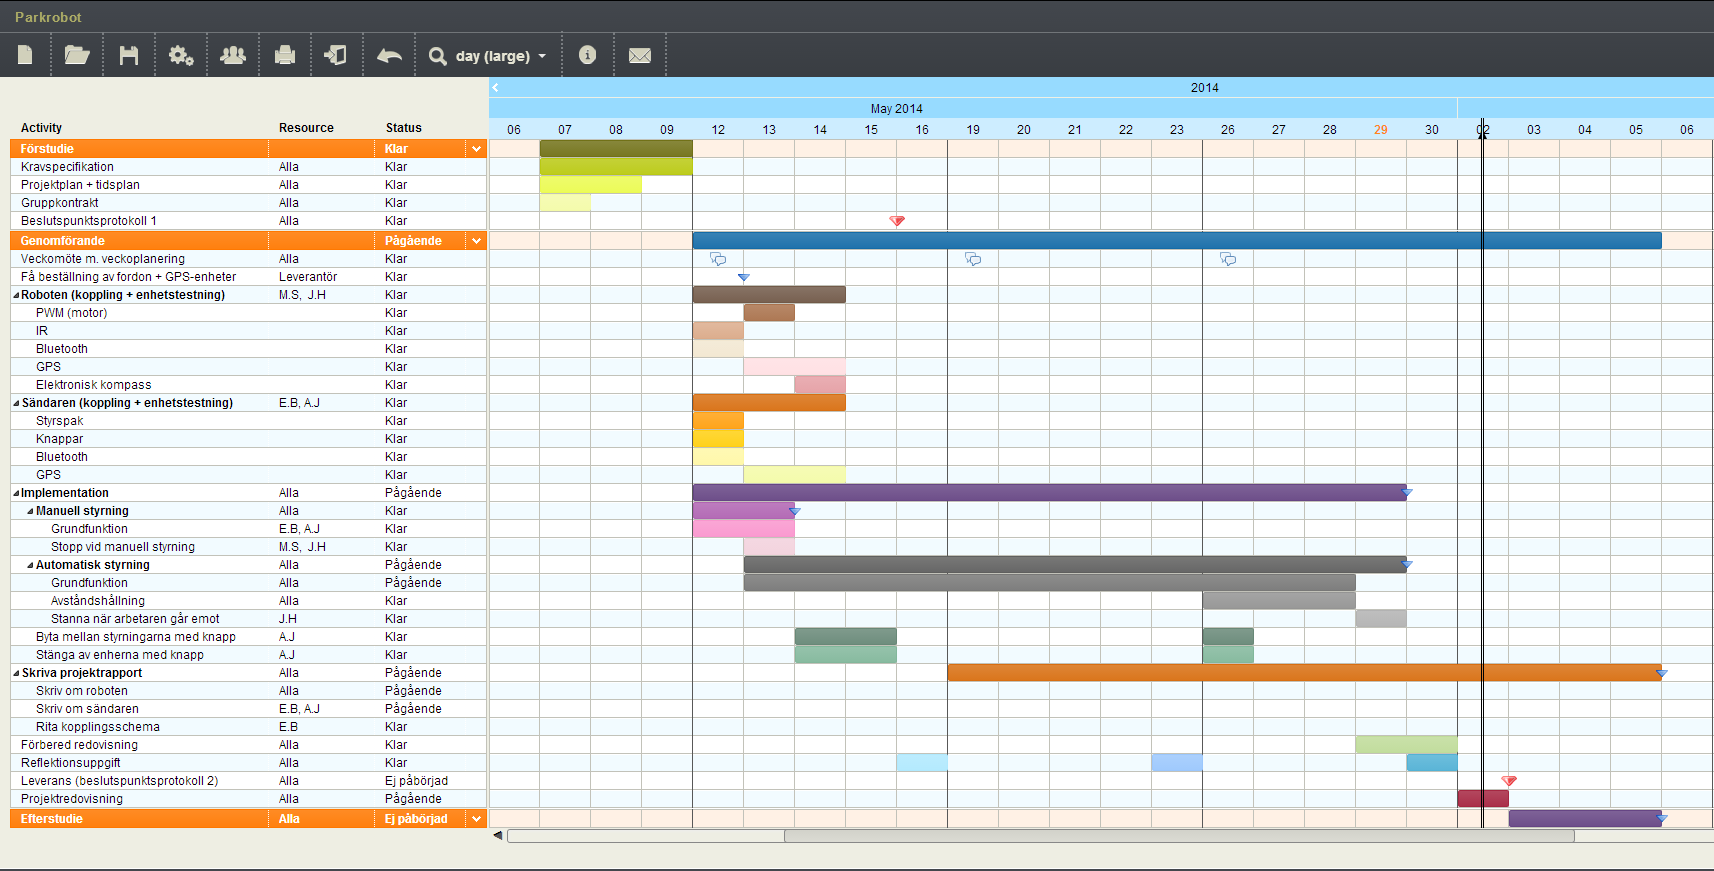 Parkrobot
day (large)
2014
May 2014
Activity Resource Status 06 07 08 09 12 13 14 15 16 19 20 21 22 23 26 27 28 29 30 02 03 04 05 06
Förstudie Klar
Kravspecifikation Alla Klar
Projektplan + tidsplan Alla Klar
Gruppkontrakt Alla Klar
Beslutspunktsprotokoll 1 Alla Klar
Genomförande Pågående
Veckomöte m. veckoplanering Alla Klar
Få beställning av fordon + GPS-enheter Leverantör Klar
Roboten (koppling + enhetstestning) M.S, J.H Klar
PWM (motor) Klar
IR Klar
Bluetooth Klar
GPS Klar
Elektronisk kompass Klar
Sändaren (koppling + enhetstestning) E.B, A.J Klar
Styrspak Klar
Knappar Klar
Bluetooth Klar
GPS Klar
Implementation Alla Pågående
Manuell styrning Alla Klar
Grundfunktion E.B, A.J Klar
Stopp vid manuell styrning M.S, J.H Klar
Automatisk styrning Alla Pågående
Grundfunktion Alla Pågående
Avståndshållning Alla Klar
Stanna när arbetaren går emot J.H Klar
Byta mellan styrningarna med knapp A.J Klar
Stänga av enherna med knapp A.J Klar
Skriva projektrapport Alla Pågående
Skriv om roboten Alla Pågående
Skriv om sändaren E.B, A.J Pågående
Rita kopplingsschema E.B Klar
Förbered redovisning Alla Klar
Reflektionsuppgift Alla Klar
Leverans (beslutspunktsprotokoll 2) Alla Ej påbörjad
Projektredovisning Alla Pågående
Efterstudie Alla Ej påbörjad